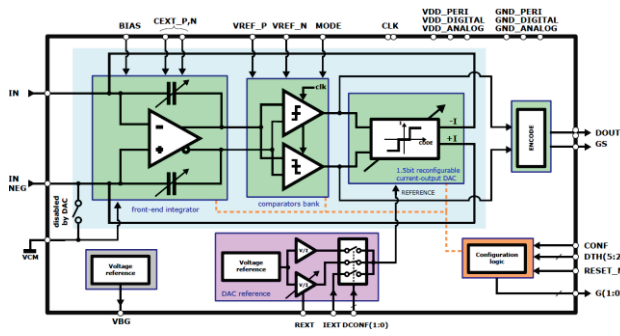 BIAS
CEXT_P,N
VREF_P
VREF_N
MODE
CLK
VDD_PERI
VDD_DIGITAL
VDD_ANALOG
GND_PERI
GND_DIGITAL
GND_ANALOG
IN
IN
NEG
disabled
by DAC
VCM
front-end integrator
clk
comparators bank
I
CODE
-I
+I
1.5bit reconfigurable
current-output DAC
REFERENCE
ENCODE
DOUT
GS
Voltage
reference
VBG
Voltage
reference
V/I
V/I
DAC reference
REXT
IEXT
DCONF(1:0)
Configuration
logic
CONF
DTH(5:2
RESET_N
G(1:0)